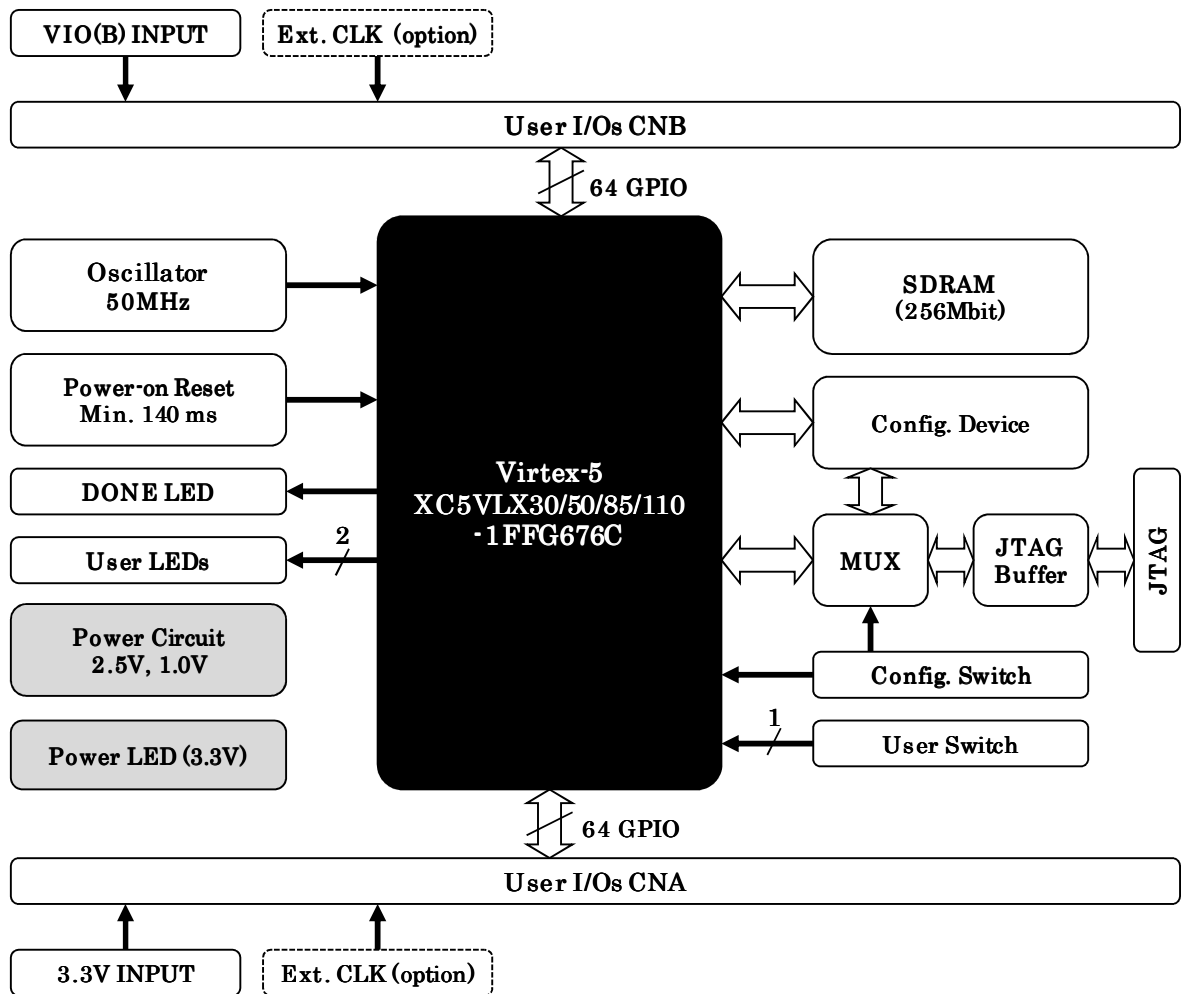 VIO(B) INPUT
Ext. CLK (option)
User I/Os CNB
64 GPIO
Oscillator
50MHz
Power-on Reset
Min. 140 ms
DONE LED
2
User LEDs
Power Circuit
2.5V, 1.0V
Power LED (3.3V)
Virtex-5
XC5VLX30/50/85/110
-1FFG676C
SDRAM
(256Mbit)
Config. Device
MUX
JTAG
Buffer
JTAG
Config. Switch
1
User Switch
64 GPIO
User I/Os CNA
3.3V INPUT
Ext. CLK (option)